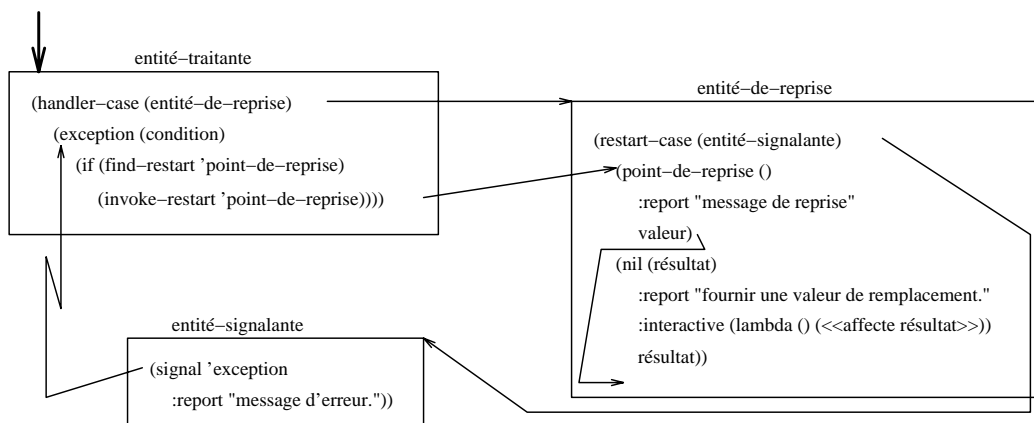 entité−traitante
(handler−case (entité−de−reprise)
(exception (condition)
(if (find−restart ’point−de−reprise)
(invoke−restart ’point−de−reprise))))
entité−de−reprise
(restart−case (entité−signalante)
(point−de−reprise ()
:report "message de reprise"
valeur)
(nil (résultat)
:report "fournir une valeur de remplacement."
:interactive (lambda () (<<affecte résultat>>))
résultat))
entité−signalante
(signal ’exception
:report "message d’erreur."))